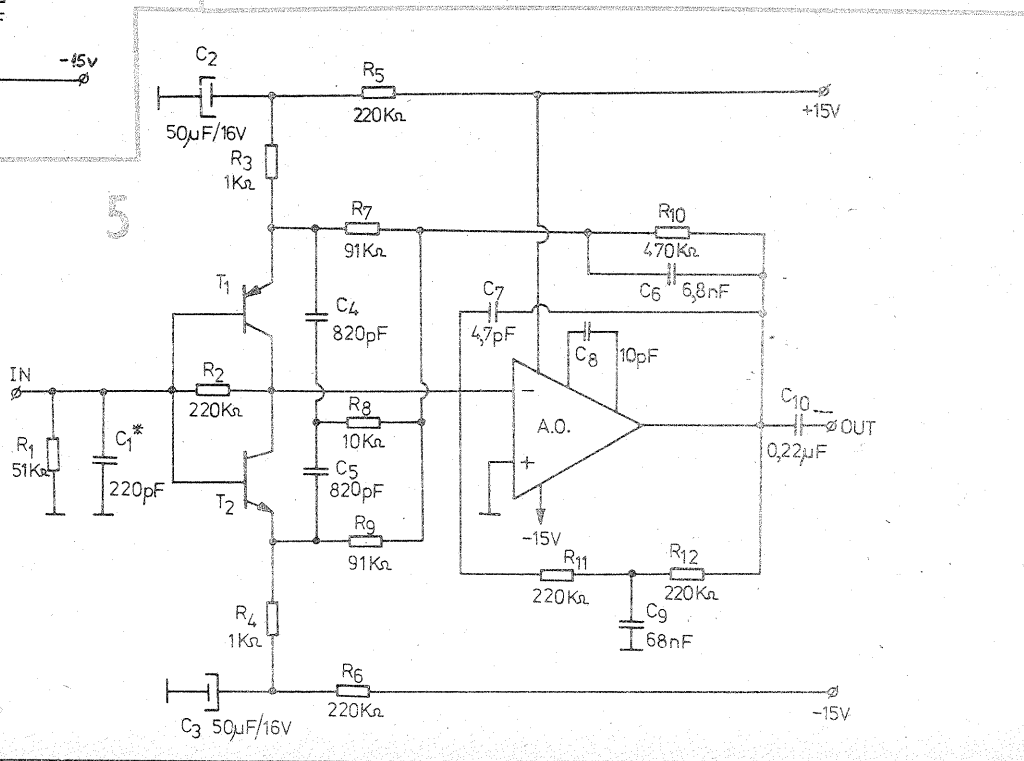 -15v
C2
50µF/16V
R5
220KΩ
+15V
R3
1KΩ
5
R7
91KΩ
R10
470KΩ
C6 6,8nF
T1
C4
820pF
C7
4,7pF
C8
10pF
IN
R2
220KΩ
R8
10KΩ
A.O.
−
+
C10
OUT
0,22µF
R1
51KΩ
C1*
220pF
C5
820pF
T2
R9
91KΩ
-15V
R11
220KΩ
R12
220KΩ
C9
68nF
R4
1KΩ
R6
220KΩ
C3 50µF/16V
-15V